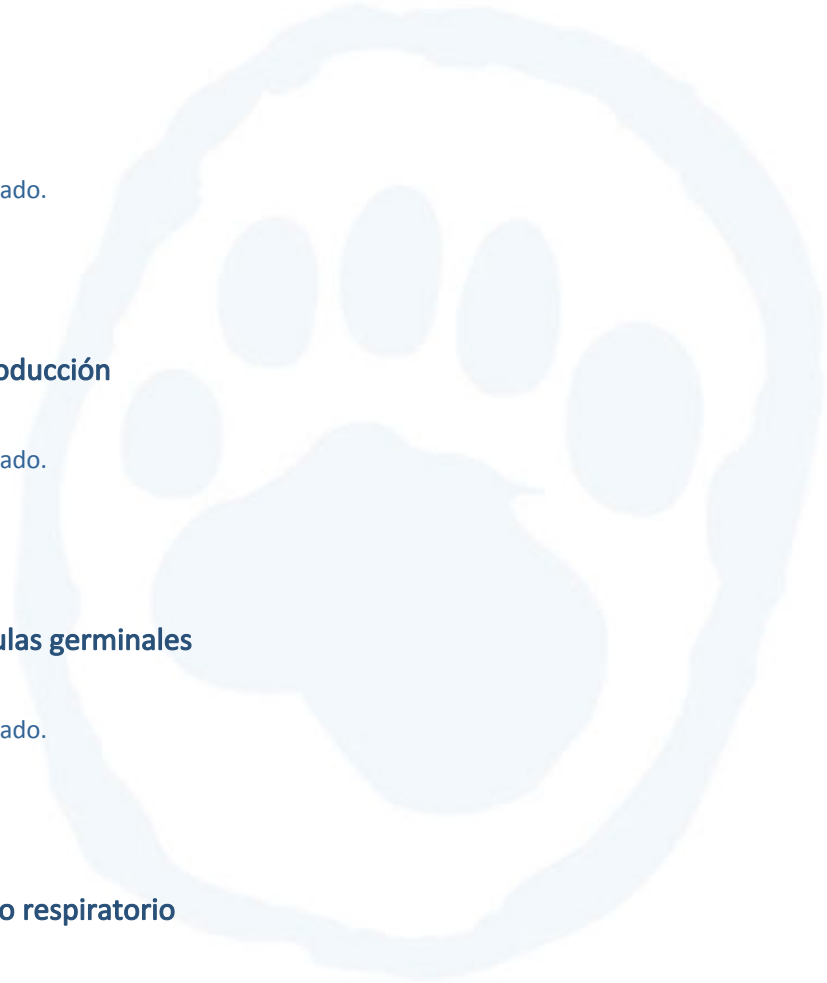 ado.
oducción
ado.
ulas germinales
ado.
o respiratorio